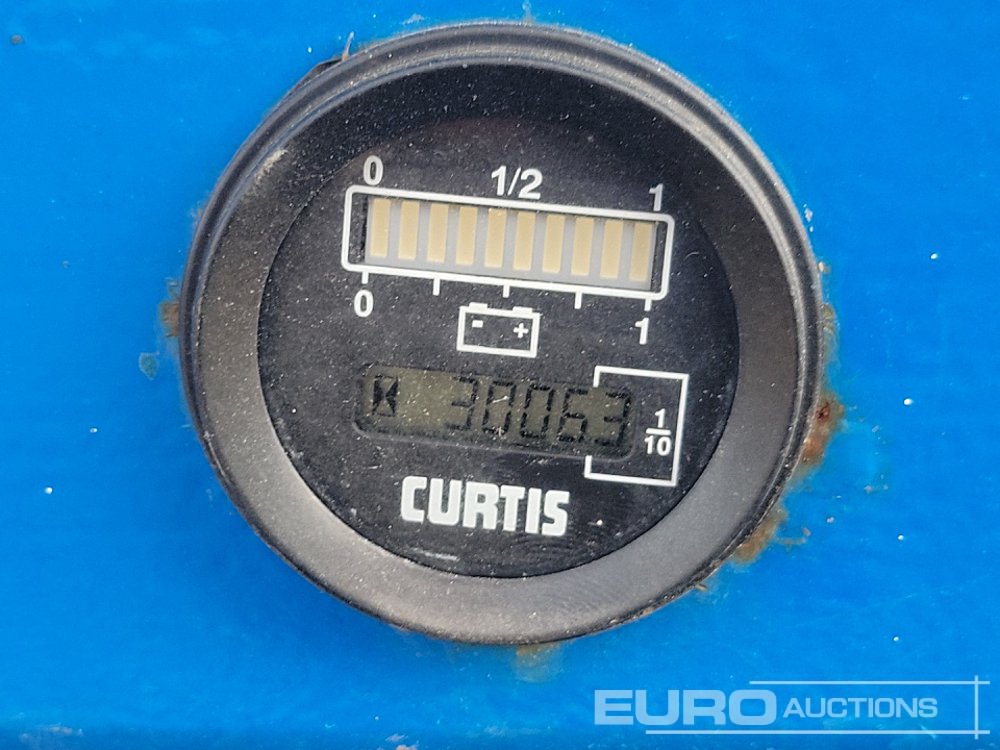 0 1/2 1
0 1
- +
30063
1
10
CURTIS
EURO AUCTIONS